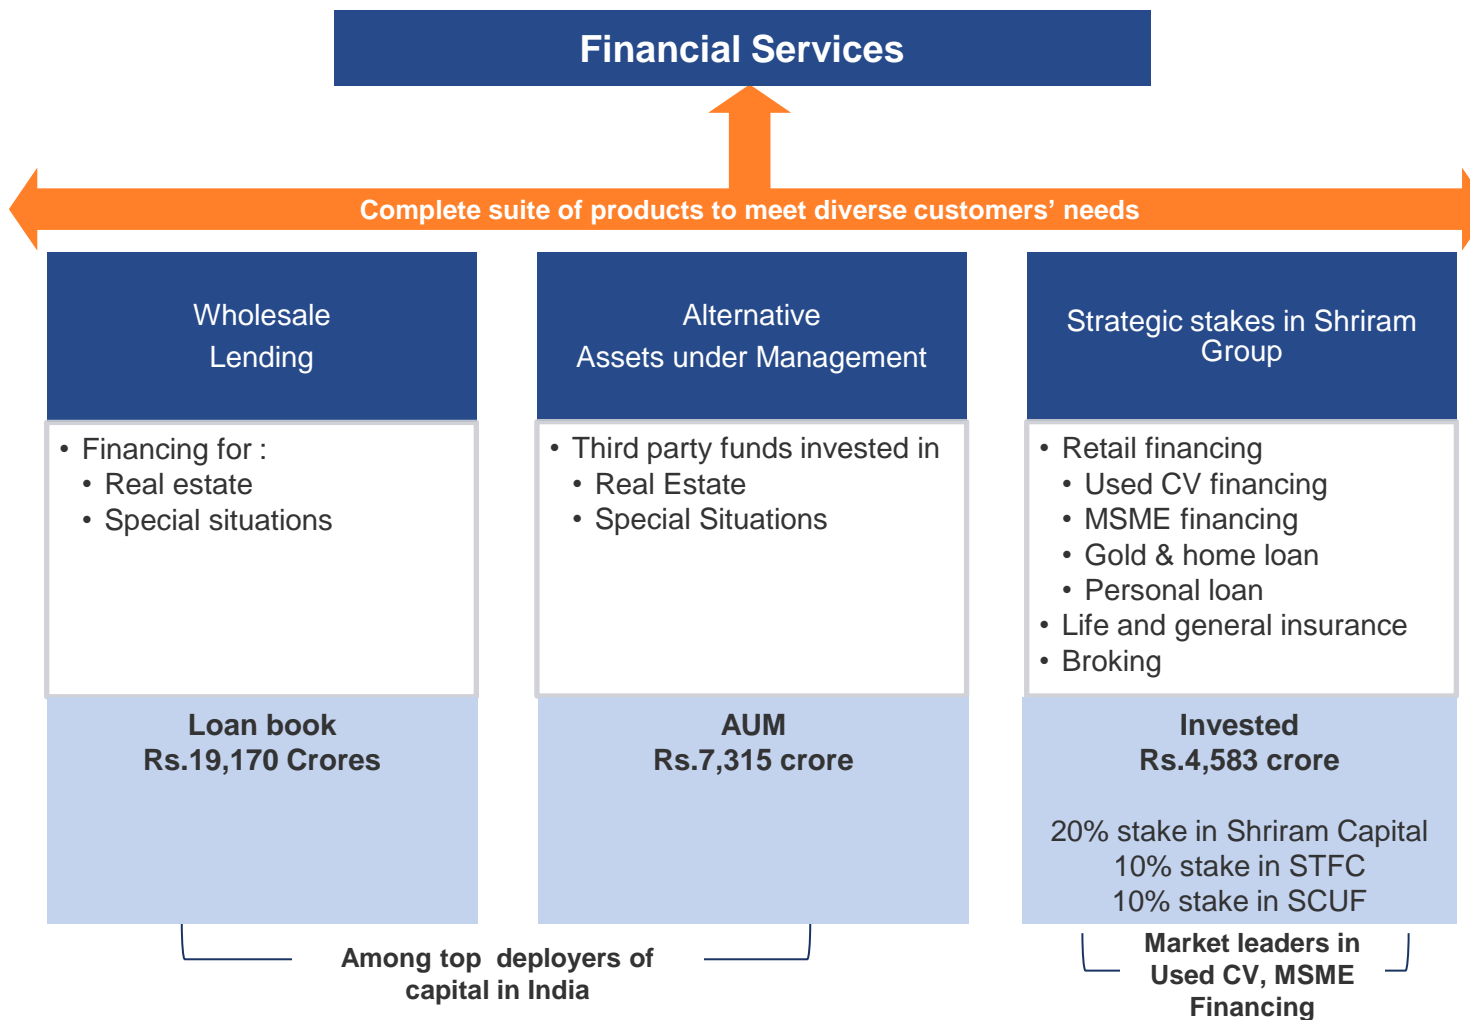 Financial Services
Complete suite of products to meet diverse customers’ needs
Wholesale
Lending
• Financing for :
• Real estate
• Special situations
Loan book
Rs.19,170 Crores
Alternative
Assets under Management
• Third party funds invested in
• Real Estate
• Special Situations
AUM
Rs.7,315 crore
Among top deployers of
capital in India
Strategic stakes in Shriram
Group
• Retail financing
• Used CV financing
• MSME financing
• Gold & home loan
• Personal loan
• Life and general insurance
• Broking
Invested
Rs.4,583 crore
20% stake in Shriram Capital
10% stake in STFC
10% stake in SCUF
Market leaders in
Used CV, MSME
Financing